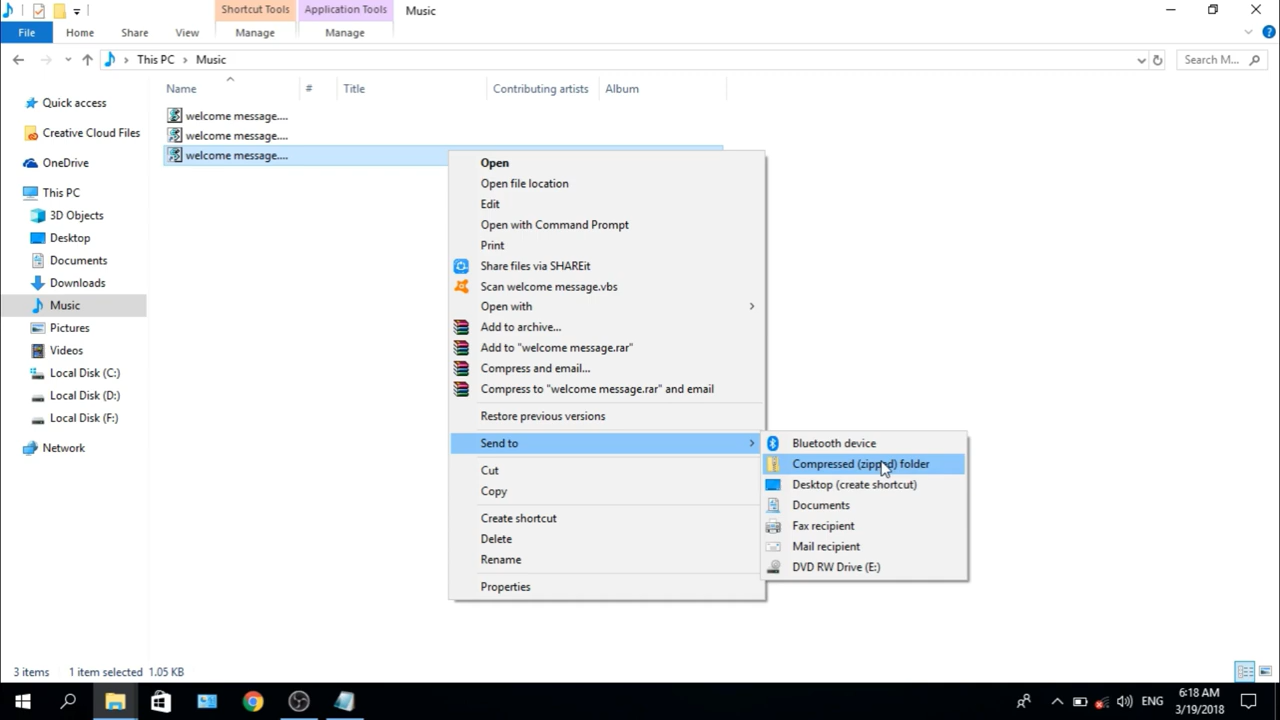 Shortcut Tools
Application Tools
Music
File
Home
Share
View
Manage
Manage
This PC
Music
Search M...
Name
#
Title
Contributing artists
Album
Quick access
Creative Cloud Files
OneDrive
This PC
3D Objects
Desktop
Documents
Downloads
Music
Pictures
Videos
Local Disk (C:)
Local Disk (D:)
Local Disk (F:)
Network
welcome message....
welcome message....
welcome message....
Open
Open file location
Edit
Open with Command Prompt
Print
Share files via SHAREit
Scan welcome message.vbs
Open with
Add to archive...
Add to "welcome message.rar"
Compress and email...
Compress to "welcome message.rar" and email
Restore previous versions
Send to
Cut
Copy
Create shortcut
Delete
Rename
Properties
Bluetooth device
Compressed (zipped) folder
Desktop (create shortcut)
Documents
Fax recipient
Mail recipient
DVD RW Drive (E:)
3 items
1 item selected 1.05 KB
ENG
6:18 AM
3/19/2018